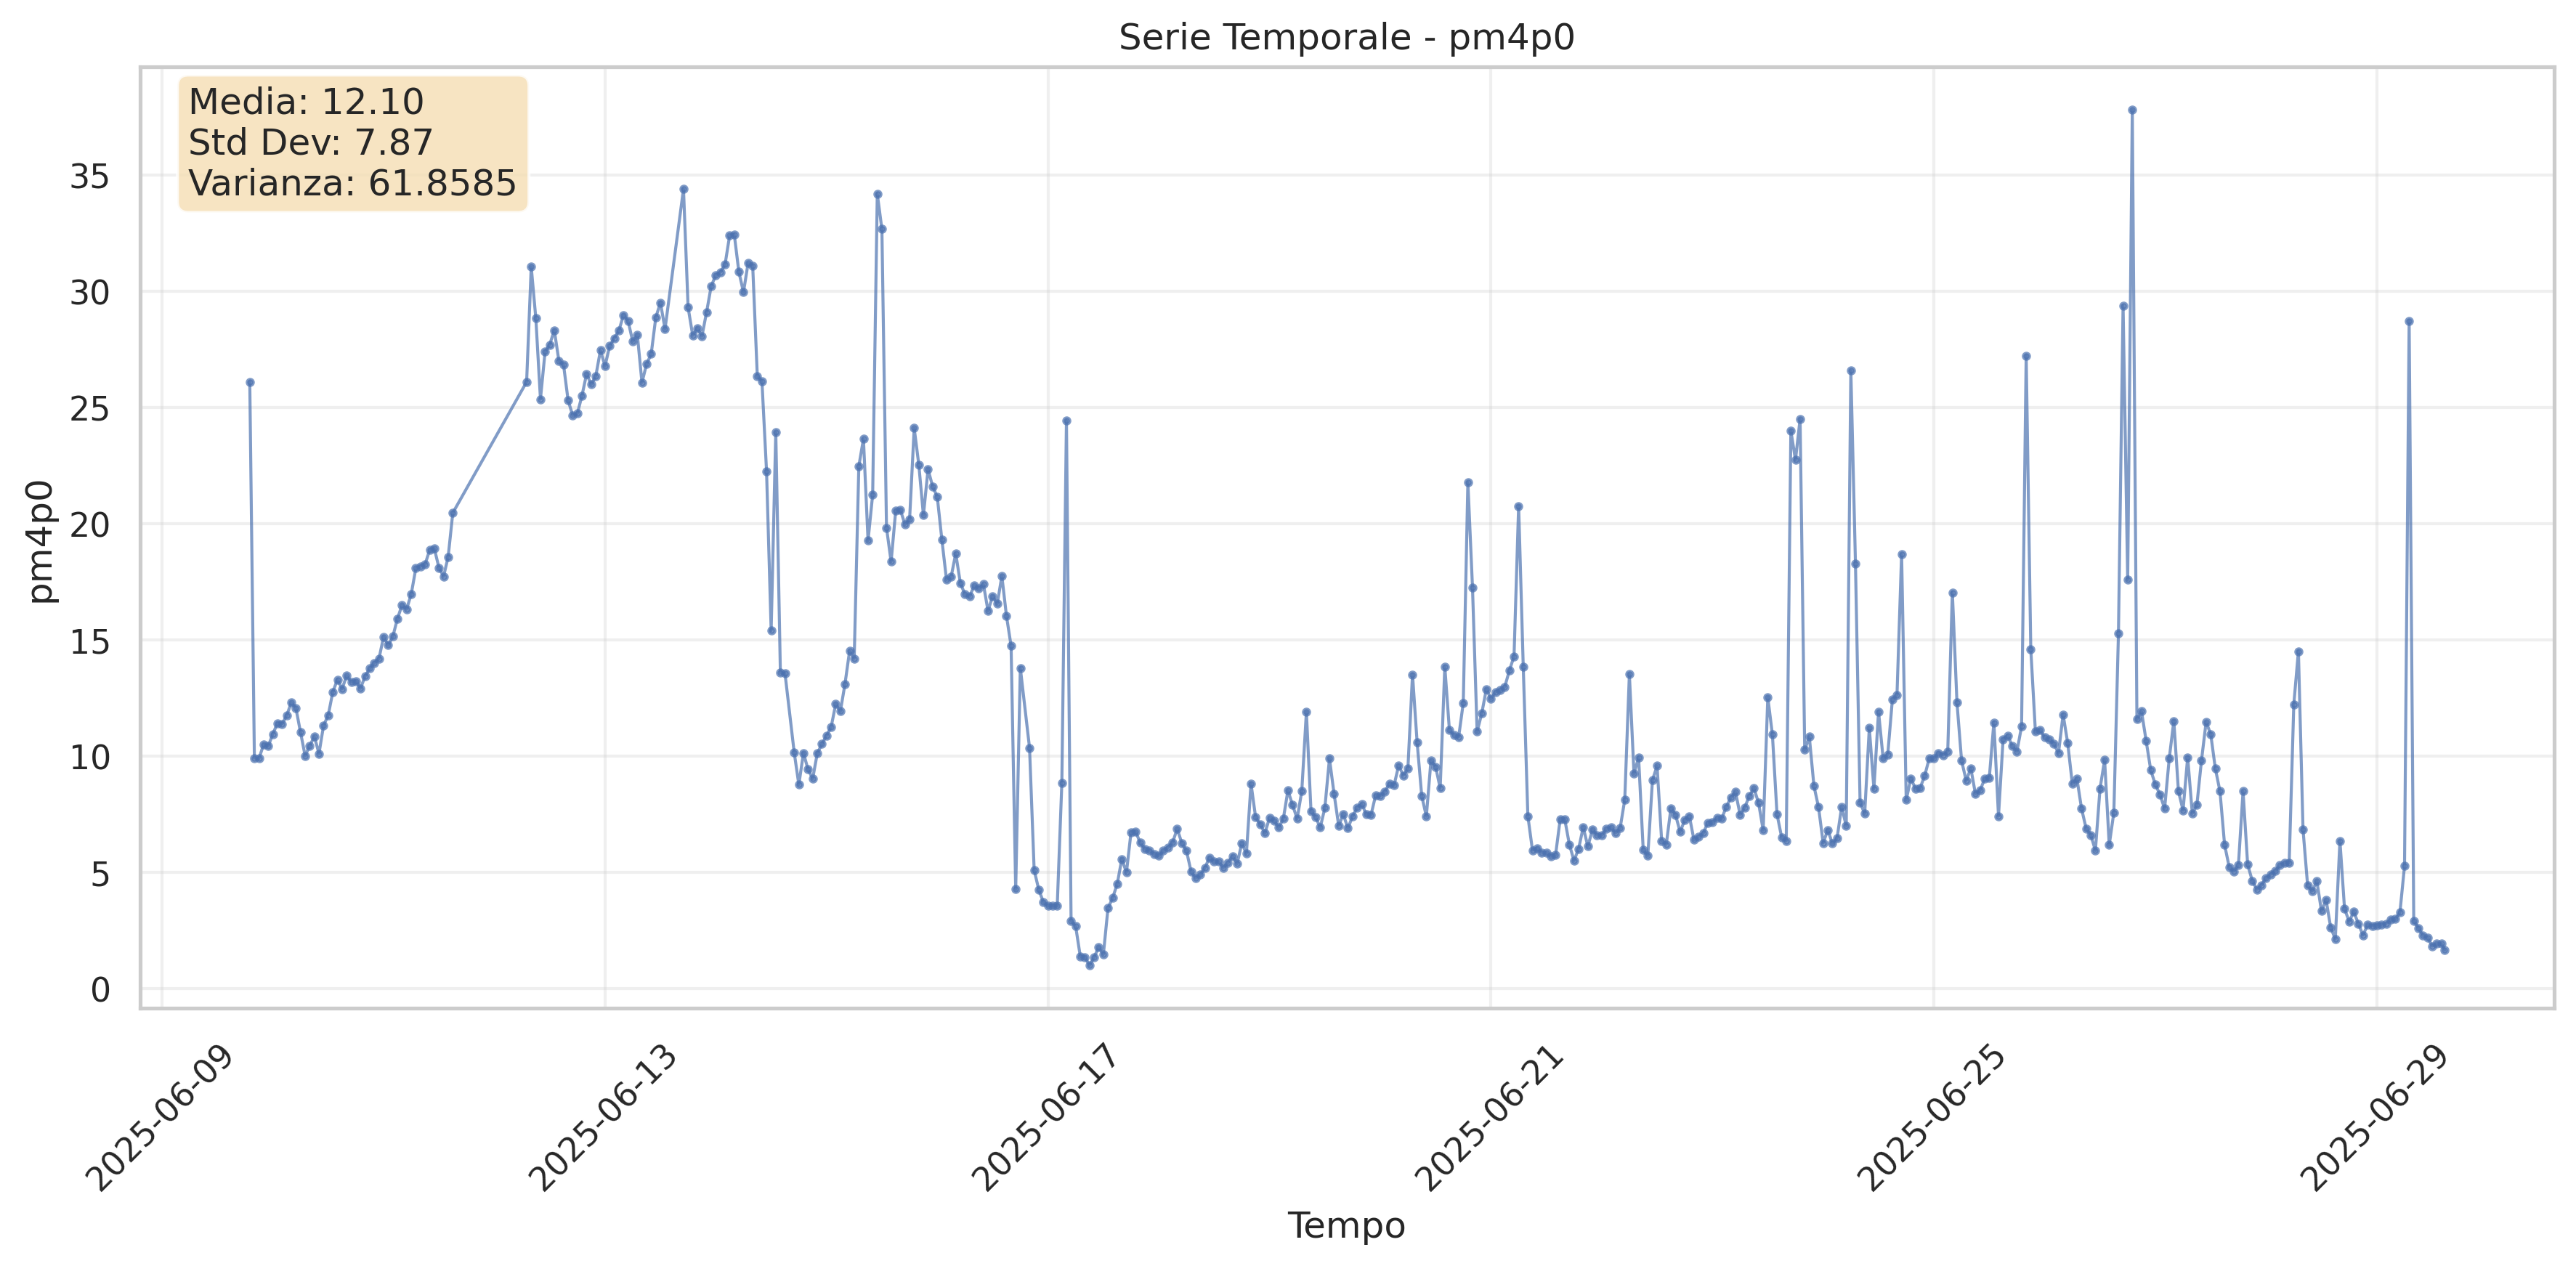 Serie Temporale - pm4p0
Media: 12.10
Std Dev: 7.87
Varianza: 61.8585
pm4p0
35
30
25
20
15
10
5
0
2025-06-09
2025-06-13
2025-06-17
2025-06-21
2025-06-25
2025-06-29
Tempo